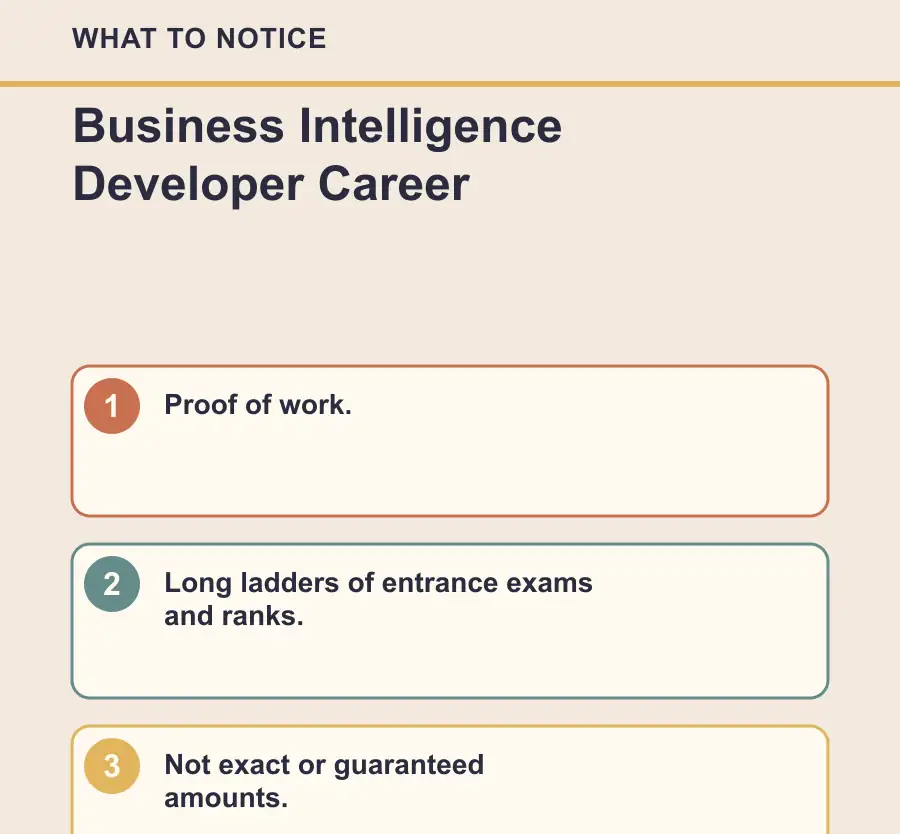 WHAT TO NOTICE
Business Intelligence
Developer Career
1
Proof of work.
2
Long ladders of entrance exams
and ranks.
3
Not exact or guaranteed
amounts.